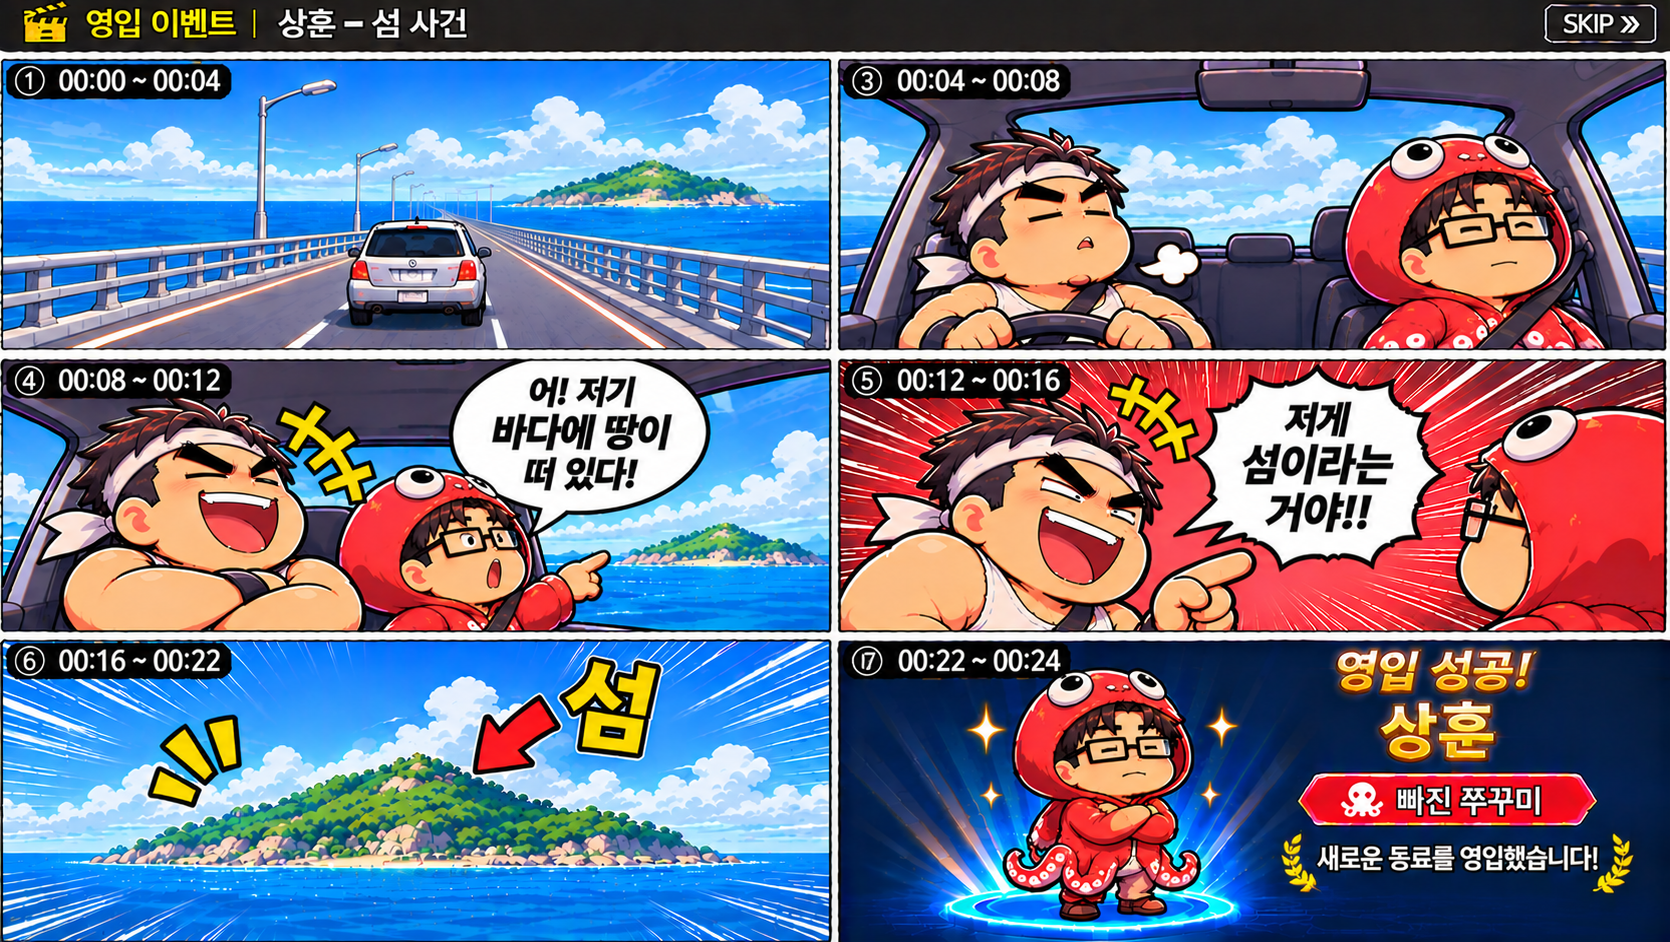 영입 이벤트 | 상훈 – 섬 사건
SKIP »
① 00:00 ~ 00:04
③ 00:04 ~ 00:08
④ 00:08 ~ 00:12
어! 저기
바다에 땅이
떠 있다!
⑤ 00:12 ~ 00:16
저게
섬이라는
거야!!
⑥ 00:16 ~ 00:22
섬
⑰ 00:22 ~ 00:24
영입 성공!
상훈
빠진 쭈꾸미
새로운 동료를 영입했습니다!